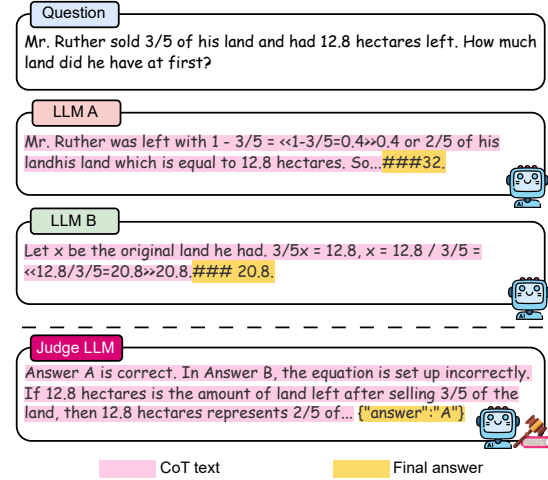 Question
Mr. Ruther sold 3/5 of his land and had 12.8 hectares left. How much
land did he have at first?
LLM A
Mr. Ruther was left with 1 - 3/5 = <<1-3/5=0.4>>0.4 or 2/5 of his
landhis land which is equal to 12.8 hectares. So...###32.
AI
LLM B
Let x be the original land he had. 3/5x = 12.8, x = 12.8 / 3/5 =
<<12.8/3/5=20.8>>20.8.### 20.8.
AI
Judge LLM
Answer A is correct. In Answer B, the equation is set up incorrectly.
If 12.8 hectares is the amount of land left after selling 3/5 of the
land, then 12.8 hectares represents 2/5 of... {"answer":"A"}
AI
CoT text
Final answer